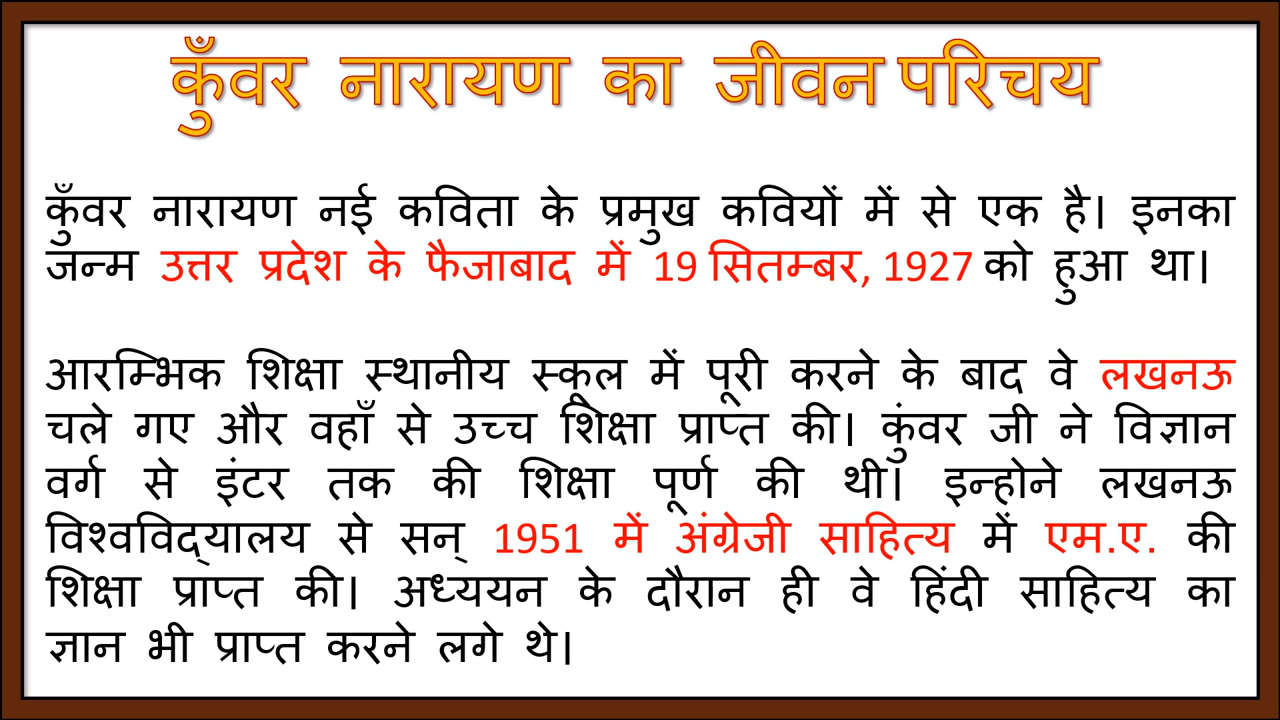 कुँवर नारायण का जीवन परिचय
कुँवर नारायण नई कविता के प्रमुख कवियों में से एक है। इनका
जन्म उत्तर प्रदेश के फैजाबाद में 19 सितम्बर, 1927 को हुआ था।
आरम्भिक शिक्षा स्थानीय स्कूल में पूरी करने के बाद वे लखनऊ
चले गए और वहाँ से उच्च शिक्षा प्राप्त की। कुंवर जी ने विज्ञान
वर्ग से इंटर तक की शिक्षा पूर्ण की थी। इन्होने लखनऊ
विश्वविद्यालय से सन् 1951 में अंग्रेजी साहित्य में एम.ए. की
शिक्षा प्राप्त की। अध्ययन के दौरान ही वे हिंदी साहित्य का
ज्ञान भी प्राप्त करने लगे थे।